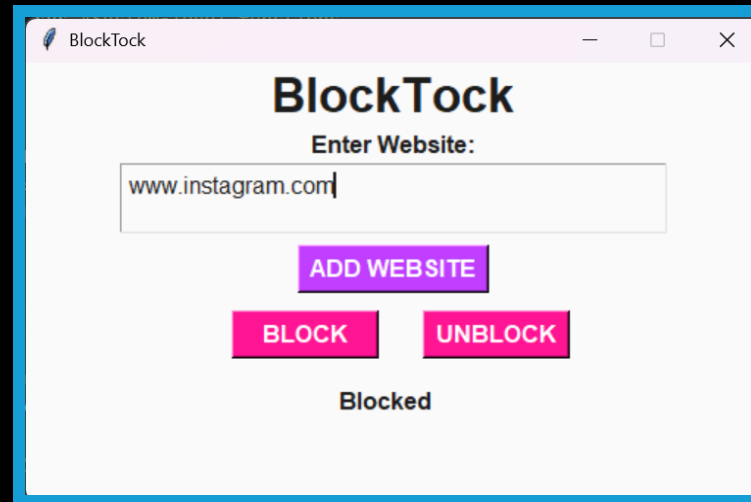 BlockTock
BlockTock
Enter Website:
www.instagram.com
ADD WEBSITE
BLOCK UNBLOCK
Blocked